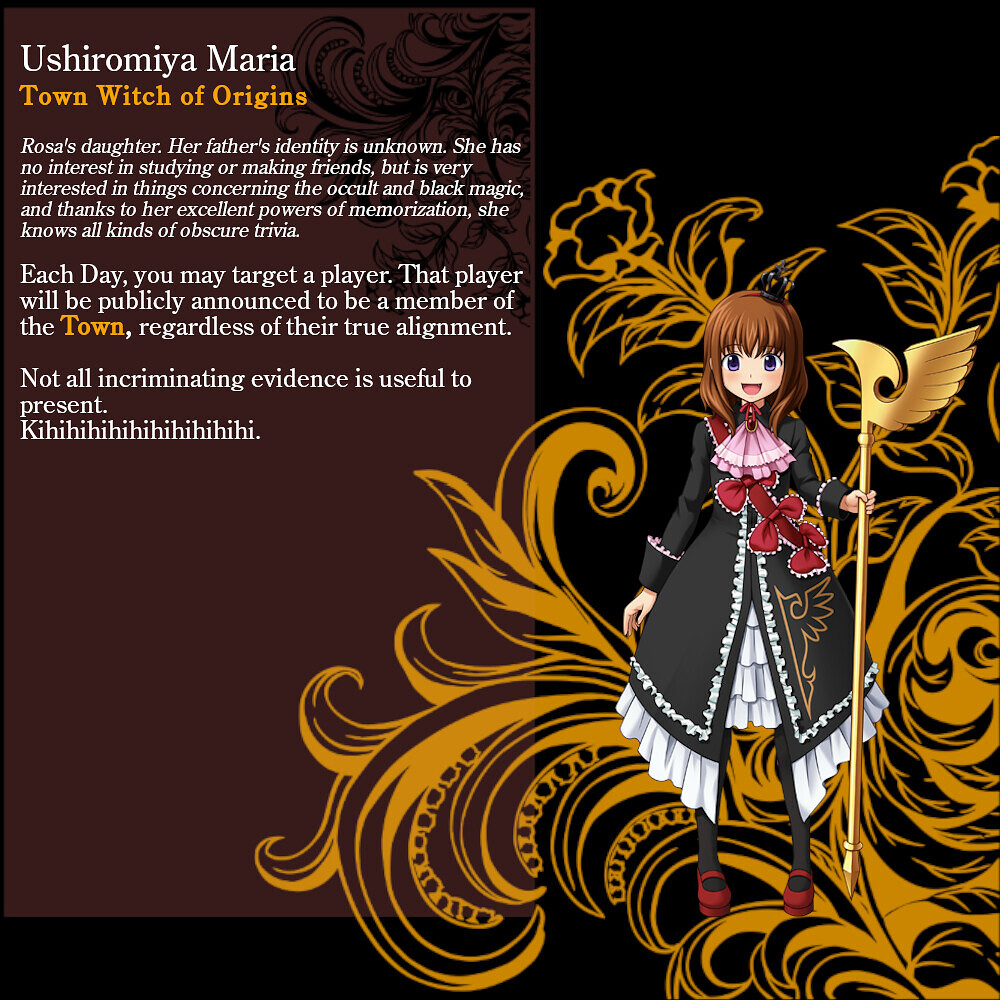 Ushiromiya Maria
Town Witch of Origins
Rosa's daughter. Her father's identity is unknown. She has
no interest in studying or making friends, but is very
interested in things concerning the occult and black magic,
and thanks to her excellent powers of memorization, she
knows all kinds of obscure trivia.
Each Day, you may target a player. That player
will be publicly announced to be a member of
the Town, regardless of their true alignment.
Not all incriminating evidence is useful to
present.
Kihihihihihihihihihihi.